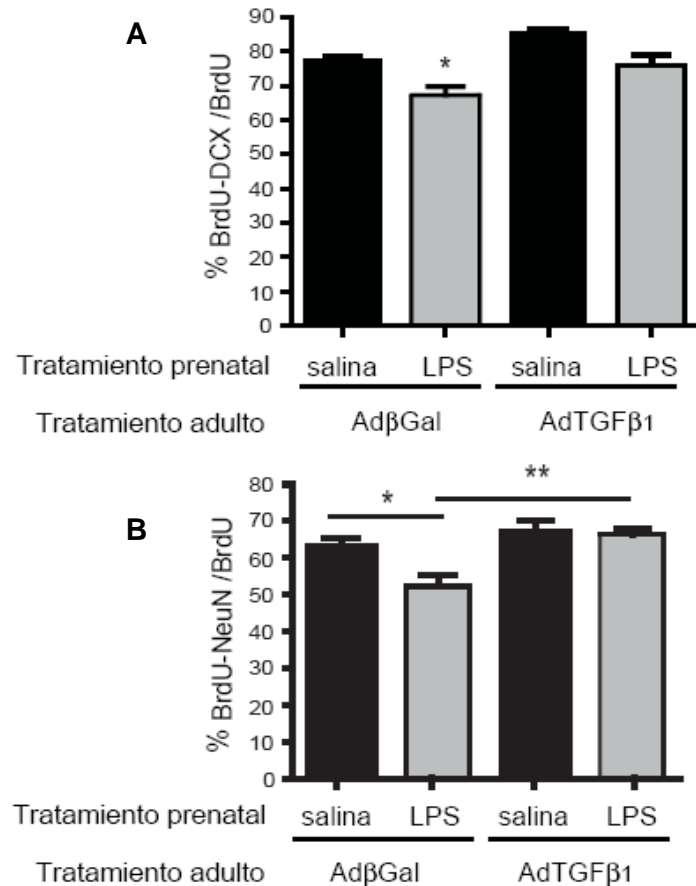 A
% BrdU-DCX /BrdU
90
80
70
60
50
40
30
20
10
0
*
Tratamiento prenatal salina LPS salina LPS
Tratamiento adulto AdβGal AdTGFβ1
B
% BrdU-NeuN /BrdU
80
70
60
50
40
30
20
10
0
* **
Tratamiento prenatal salina LPS salina LPS
Tratamiento adulto AdβGal AdTGFβ1